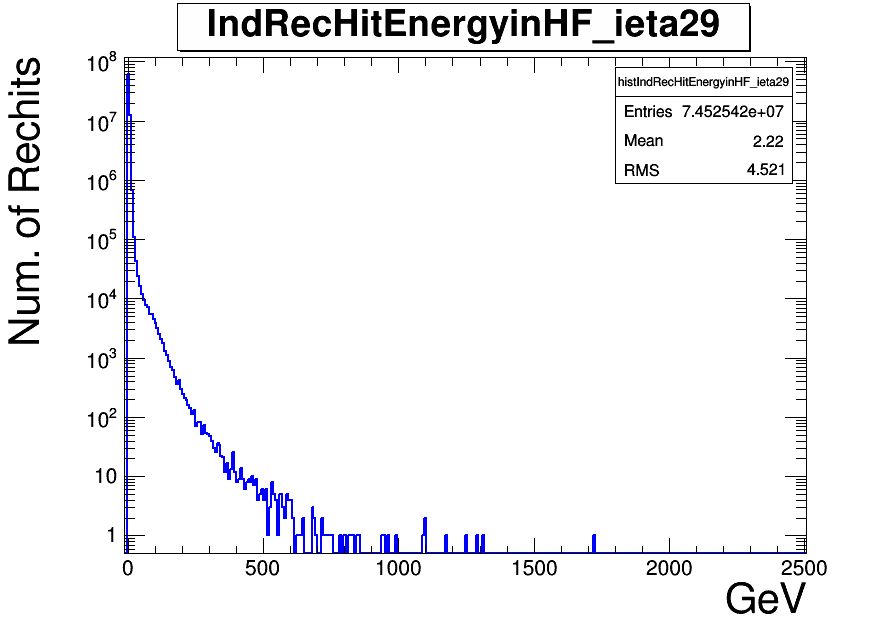 IndRecHitEnergyinHF_ieta29
Num. of Rechits
10^8
10^7
10^6
10^5
10^4
10^3
10^2
10
1
histIndRecHitEnergyinHF_ieta29
Entries 7.452542e+07
Mean 2.22
RMS 4.521
0 500 1000 1500 2000 2500
GeV